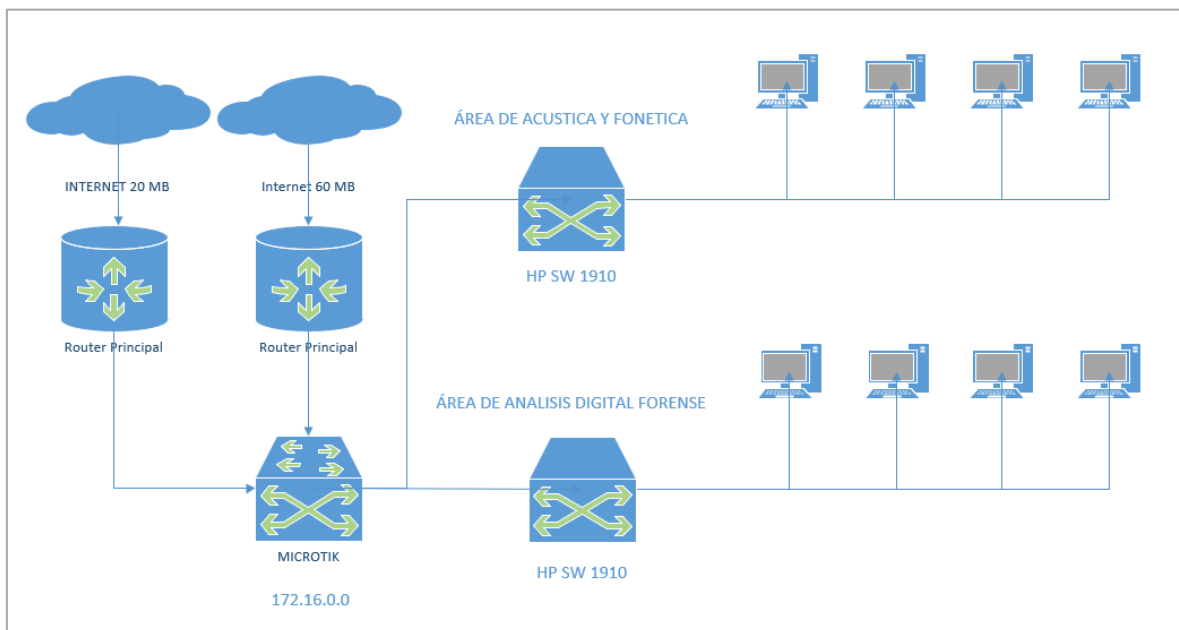 ÁREA DE ACUSTICA Y FONETICA
INTERNET 20 MB
Internet 60 MB
HP SW 1910
Router Principal
Router Principal
ÁREA DE ANALISIS DIGITAL FORENSE
MICROTIK
HP SW 1910
172.16.0.0